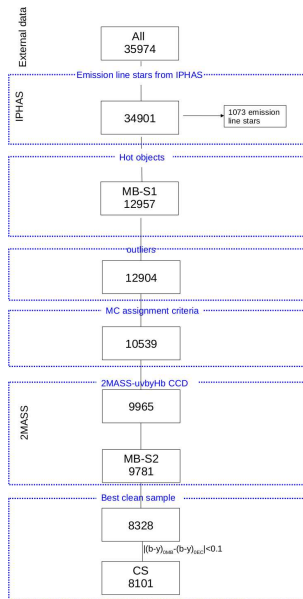 External data
All
35974
Emission line stars from IPHAS
IPHAS
34901
1073 emission
line stars
Hot objects
MB-S1
12957
outliers
12904
MC assignment criteria
10539
2MASS-uvbyHb CCD
2MASS
9965
MB-S2
9781
Best clean sample
8328
|(b-y)OMB-(b-y)DEC|<0.1
CS
8101